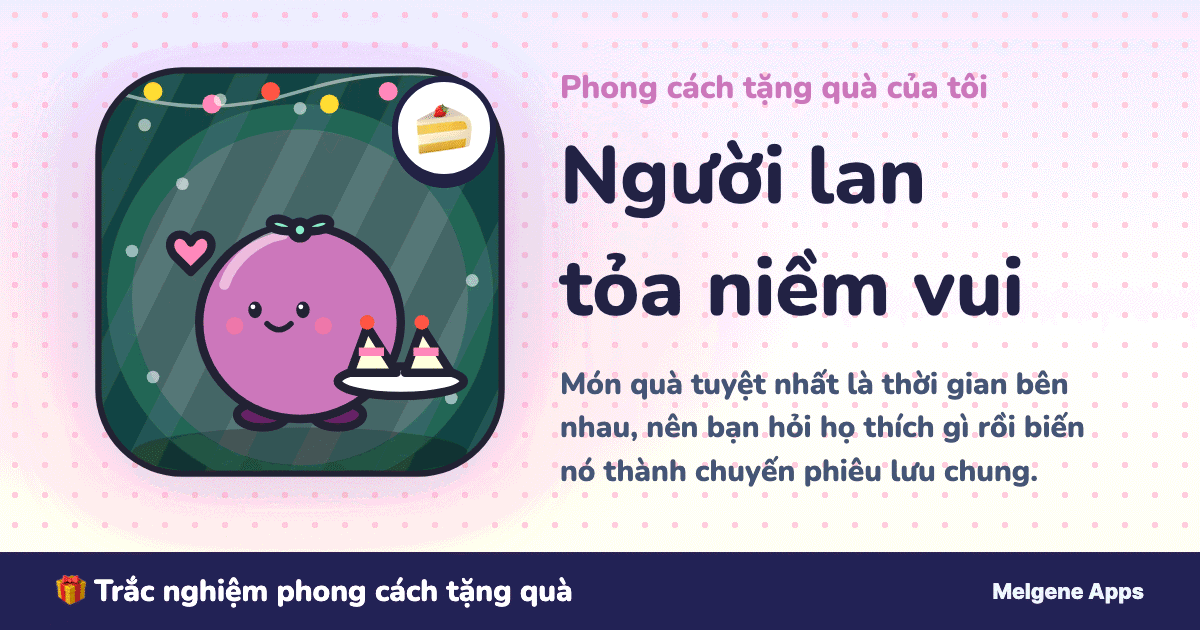 Phong cách tặng quà của tôi
Người lan
tỏa niềm vui
Món quà tuyệt nhất là thời gian bên
nhau, nên bạn hỏi họ thích gì rồi biến
nó thành chuyến phiêu lưu chung.
Trắc nghiệm phong cách tặng quà
Melgene Apps